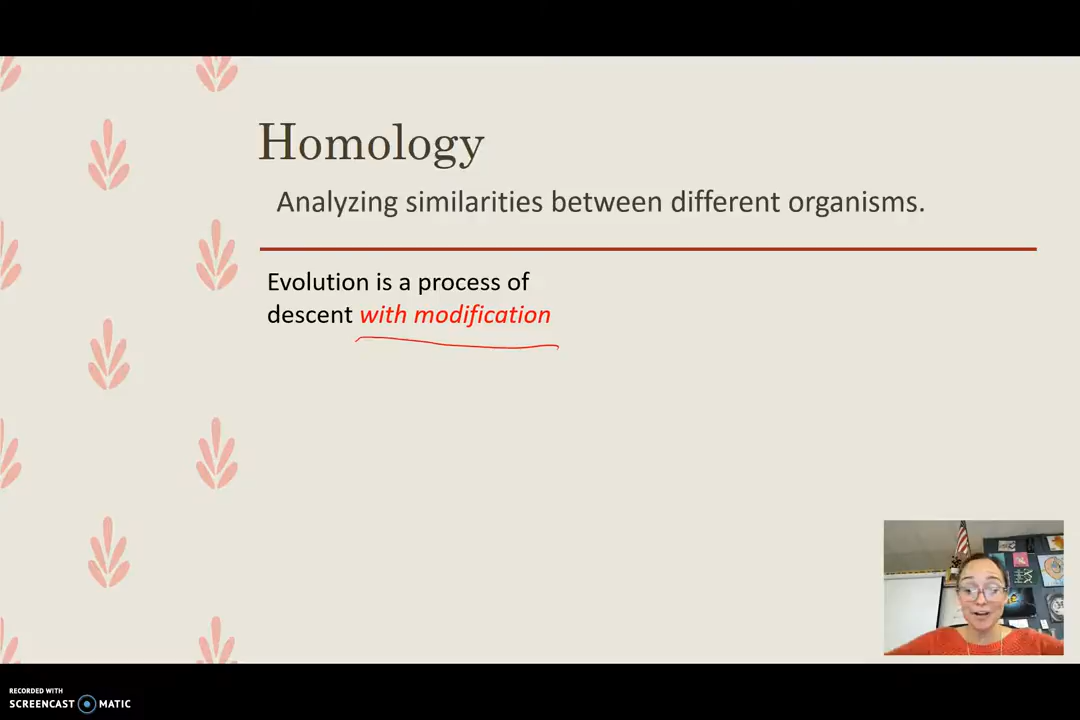 Homology
Analyzing similarities between different organisms.
Evolution is a process of
descent with modification
RECORDED WITH
SCREENCAST MATIC